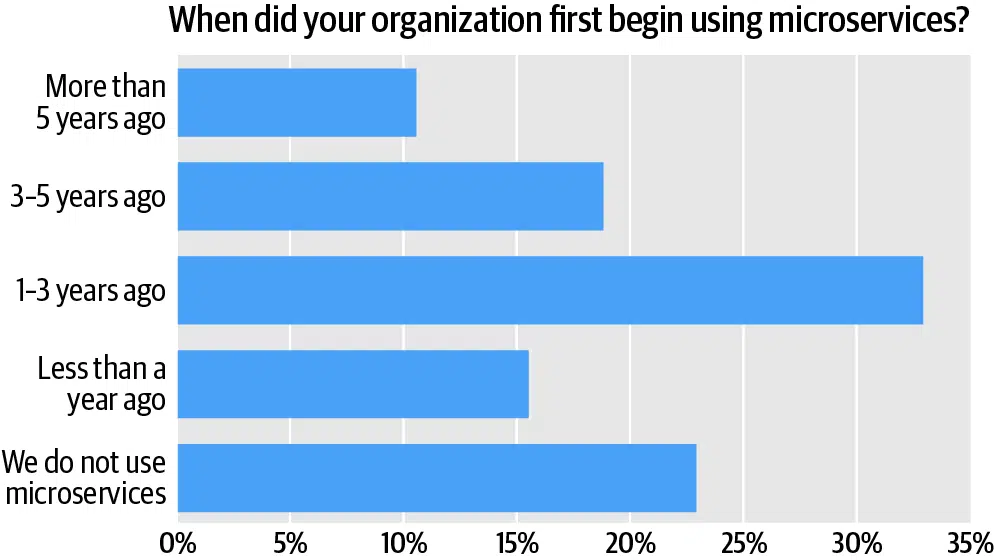 When did your organization first begin using microservices?
More than
5 years ago
3–5 years ago
1–3 years ago
Less than a
year ago
We do not use
microservices
0% 5% 10% 15% 20% 25% 30% 35%